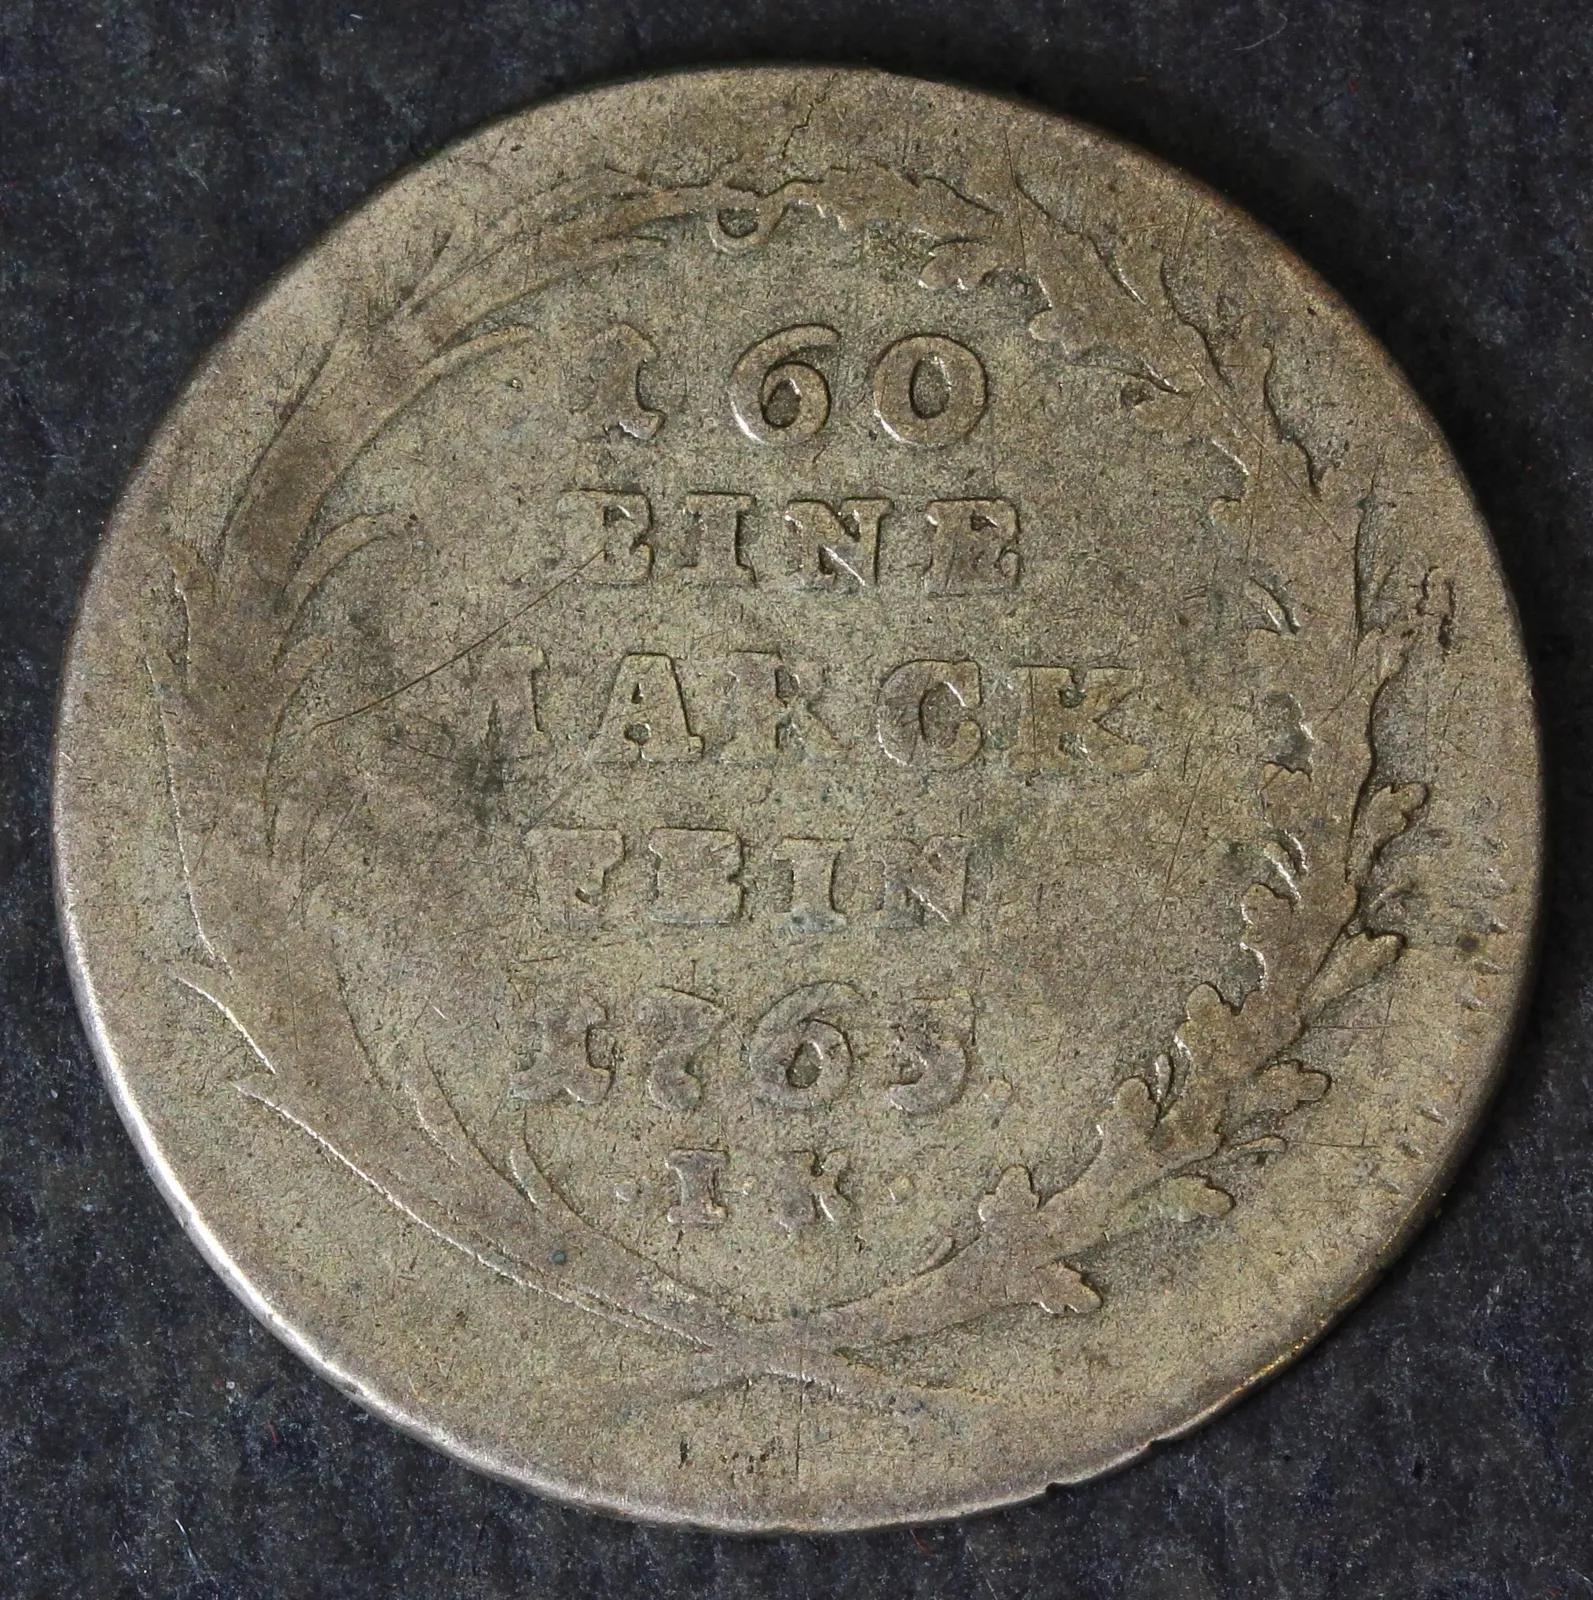 160
EINE
MARCK
FEIN
1765.
·I·K·